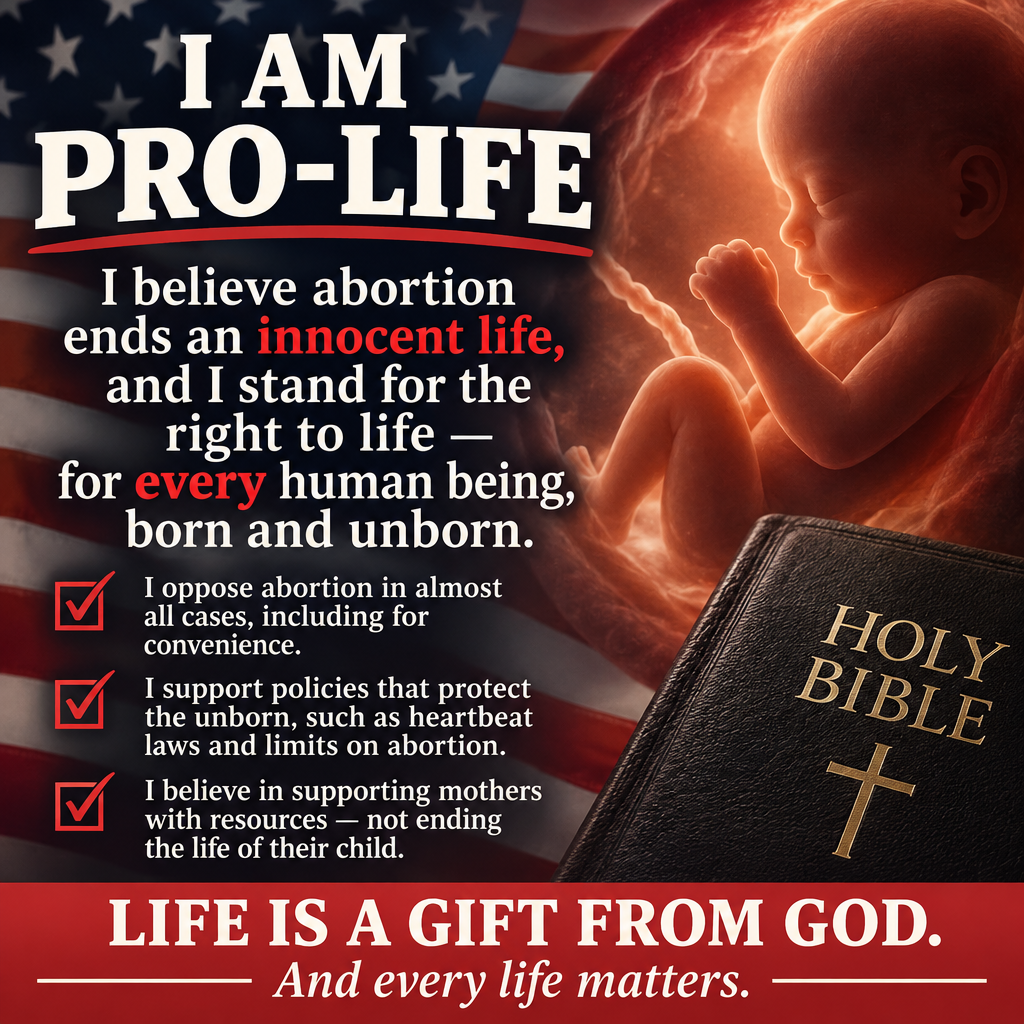 I AM
PRO-LIFE
I believe abortion
ends an innocent life,
and I stand for the
right to life —
for every human being,
born and unborn.
I oppose abortion in almost
all cases, including for
convenience.
I support policies that protect
the unborn, such as heartbeat
laws and limits on abortion.
I believe in supporting mothers
with resources — not ending
the life of their child.
HOLY
BIBLE
LIFE IS A GIFT FROM GOD.
And every life matters.